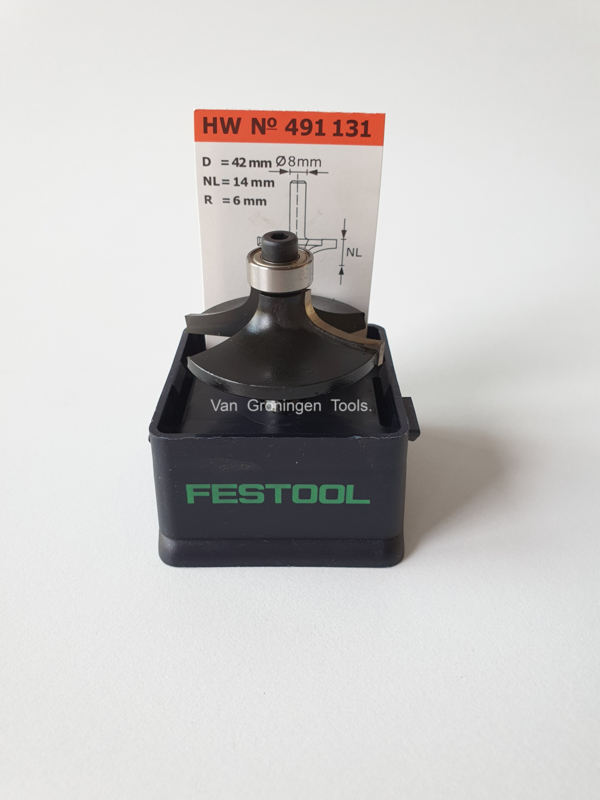 HW Nº 491 131
D = 42 mm Ø8mm
NL = 14 mm
R = 6 mm
NL
Van Groningen Tools.
FESTOOL